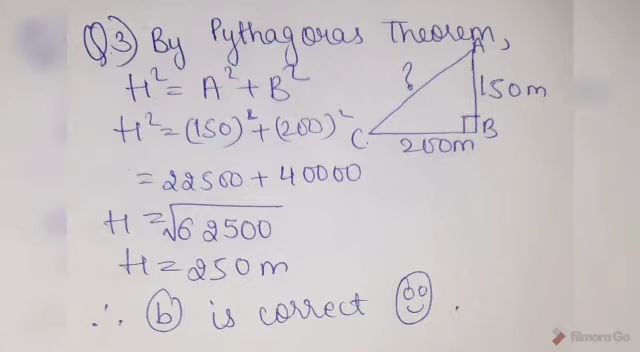 Q3) By Pythagoras Theorem,
H² = A² + B²
H² = (150)² + (200)²
= 22500 + 40000
H = √62500
H = 250 m
∴ (b) is correct
A
?
150m
C
B
200m
filmora Go